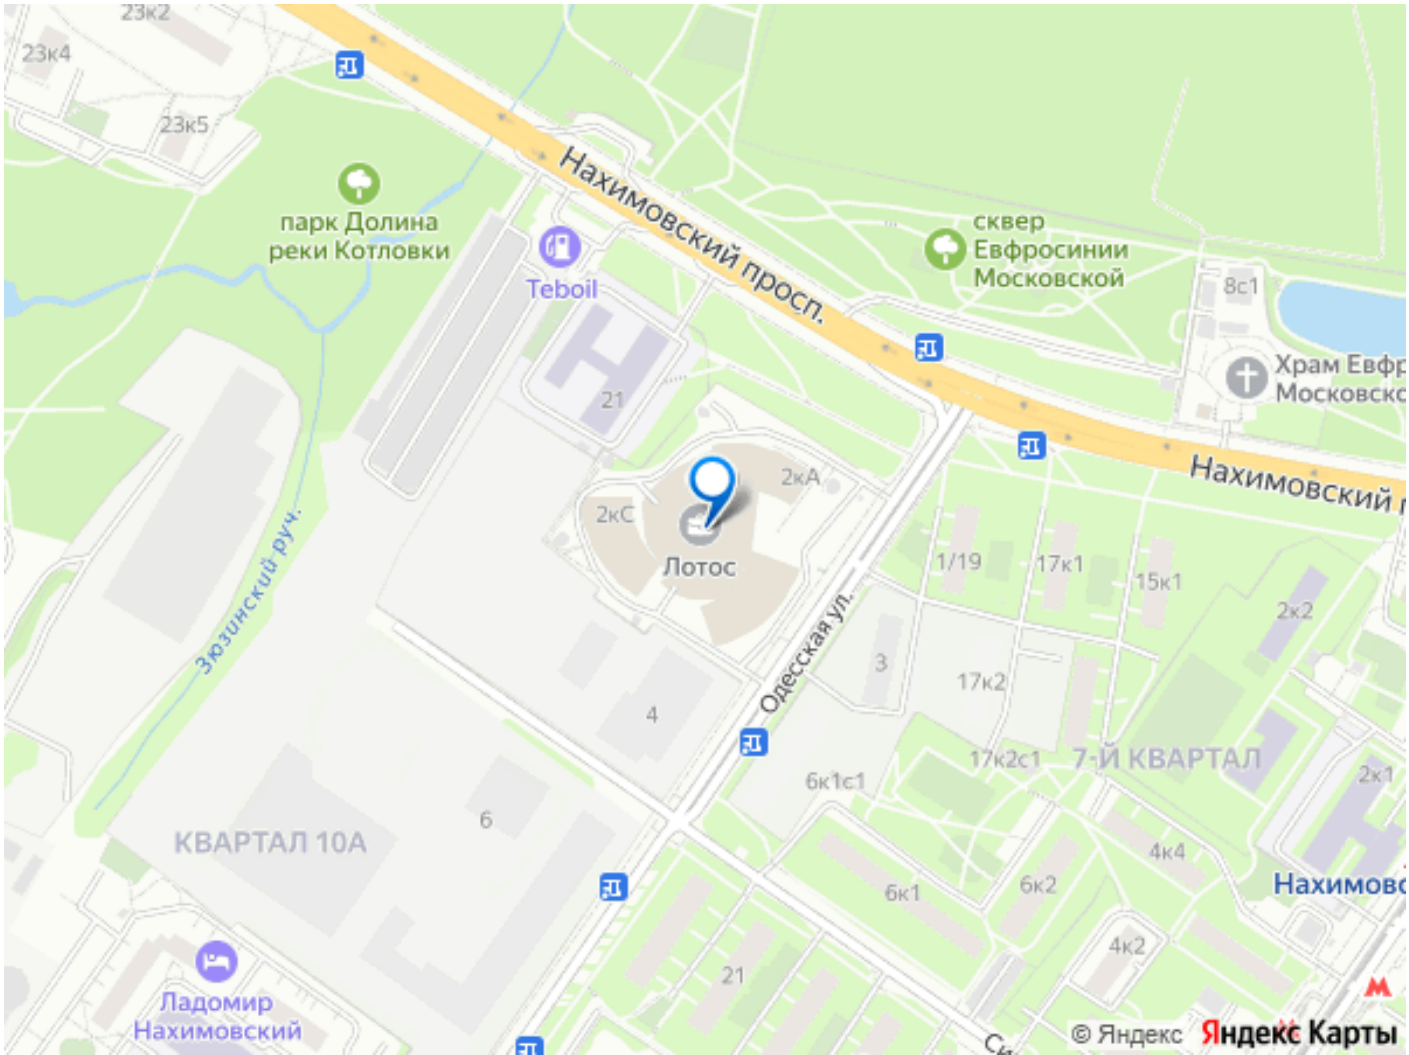 23к2
23к4
23к5
Нахимовский просп.
парк Долина
реки Котловки
сквер
Евфросинии
Московской
Teboil
8с1
Храм Евфр
Московско
21
2кА
Нахимовский п
2кС
Лотос
1/19
17к1
15к1
2к2
Зюзинский руч.
Одесская ул.
3
17к2
4
17к2с1
7-Й КВАРТАЛ
6к1с1
2к1
6
КВАРТАЛ 10А
4к4
6к1
6к2
Нахимовс
4к2
21
Ладомир
Нахимовский
Си
© Яндекс Яндекс Карты